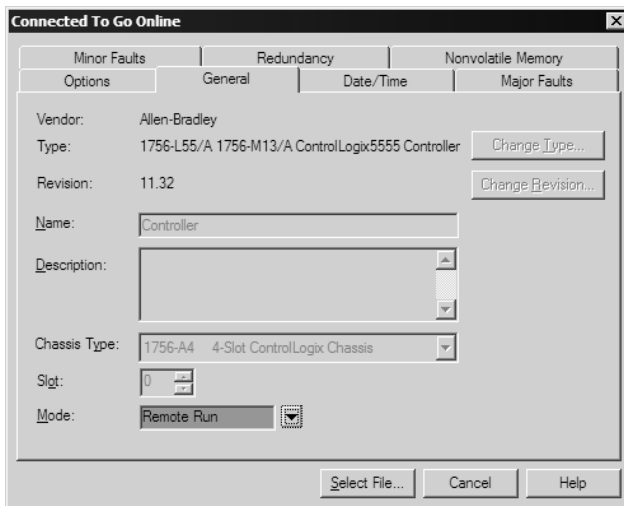 Connected To Go Online
Minor Faults Redundancy Nonvolatile Memory
Options General Date/Time Major Faults
Vendor: Allen-Bradley
Type: 1756-L55/A 1756-M13/A ControlLogix5555 Controller Change Type...
Revision: 11.32 Change Revision...
Name: Controller
Description:
Chassis Type: 1756-A4 4-Slot ControlLogix Chassis
Slot: 0
Mode: Remote Run
Select File... Cancel Help